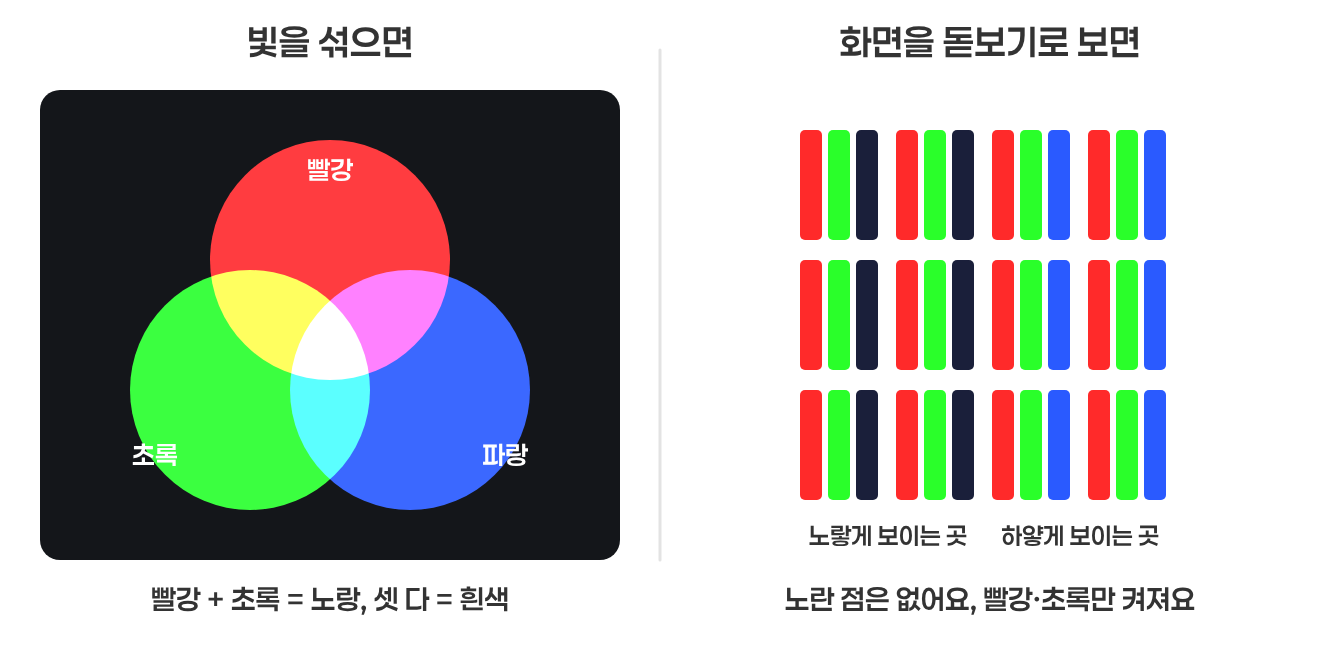 빛을 섞으면
빨강
초록
파랑
빨강 + 초록 = 노랑, 셋 다 = 흰색
화면을 돋보기로 보면
노랗게 보이는 곳
하얗게 보이는 곳
노란 점은 없어요, 빨강·초록만 켜져요